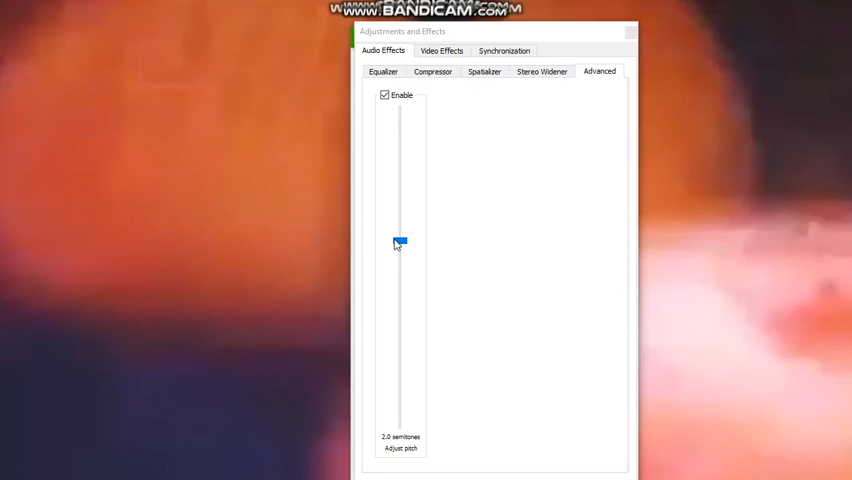 WWW.BANDICAM.COM
Adjustments and Effects
Audio Effects Video Effects Synchronization
Equalizer Compressor Spatializer Stereo Widener Advanced
Enable
2.0 semitones
Adjust pitch